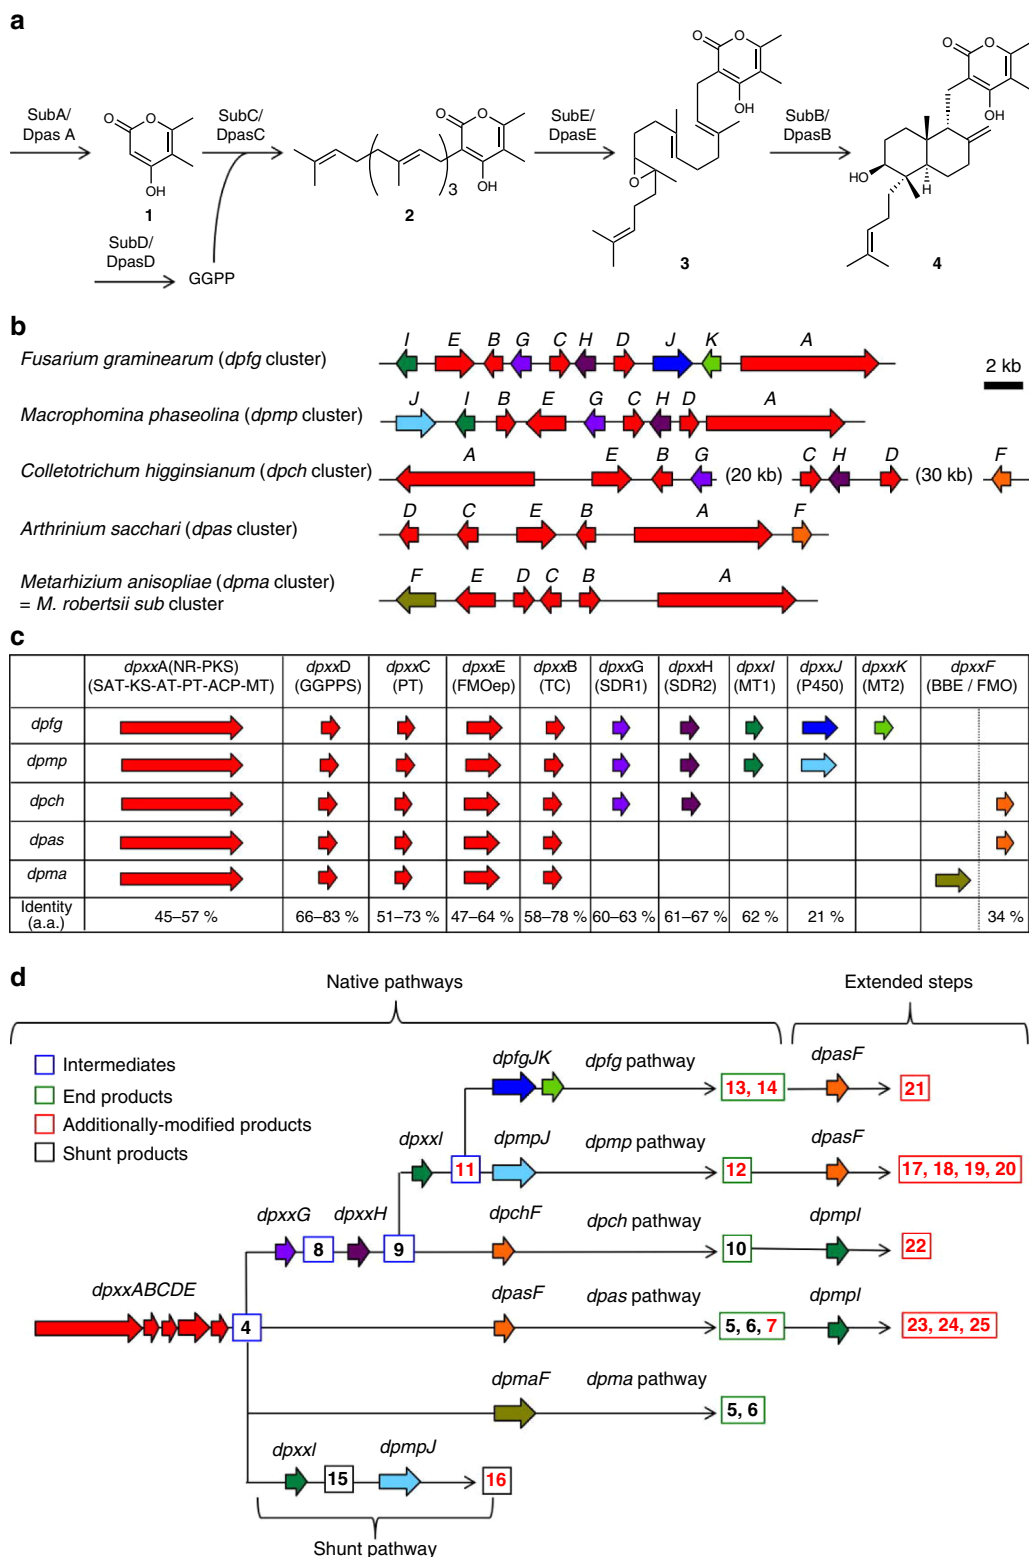 a
SubA/
Dpas A
SubC/
DpasC
SubE/
DpasE
SubB/
DpasB
O
O
OH
1
3
O
O
OH
2
O
O
OH
O
3
O
O
OH
HO
H
4
SubD/
DpasD
GGPP
b
I E B G C H D J K A
Fusarium graminearum (dpfg cluster)
2 kb
J I B E G C H D A
Macrophomina phaseolina (dpmp cluster)
A E B G C H D F
Colletotrichum higginsianum (dpch cluster)
(20 kb)
(30 kb)
D C E B A F
Arthrinium sacchari (dpas cluster)
F E D C B A
Metarhizium anisopliae (dpma cluster)
= M. robertsii sub cluster
c
dpxxA(NR-PKS) dpxxD dpxxC dpxxE dpxxB dpxxG dpxxH dpxxI dpxxJ dpxxK dpxxF
(SAT-KS-AT-PT-ACP-MT) (GGPPS) (PT) (FMOep) (TC) (SDR1) (SDR2) (MT1) (P450) (MT2) (BBE / FMO)
dpfg
dpmp
dpch
dpas
dpma
Identity
(a.a.)
45–57 % 66–83 % 51–73 % 47–64 % 58–78 % 60–63 % 61–67 % 62 % 21 % 34 %
d
Native pathways
Extended steps
Intermediates
End products
Additionally-modified products
Shunt products
dpfgJK
dpfg pathway
13, 14
dpasF
21
dpxxI
11
dpmpJ
dpmp pathway
12
dpasF
17, 18, 19, 20
dpxxG
8
dpxxH
9
dpchF
dpch pathway
10
dpmpI
22
dpxxABCDE
4
dpasF
dpas pathway
5, 6, 7
dpmpI
23, 24, 25
dpmaF
dpma pathway
5, 6
dpxxI
15
dpmpJ
16
Shunt pathway